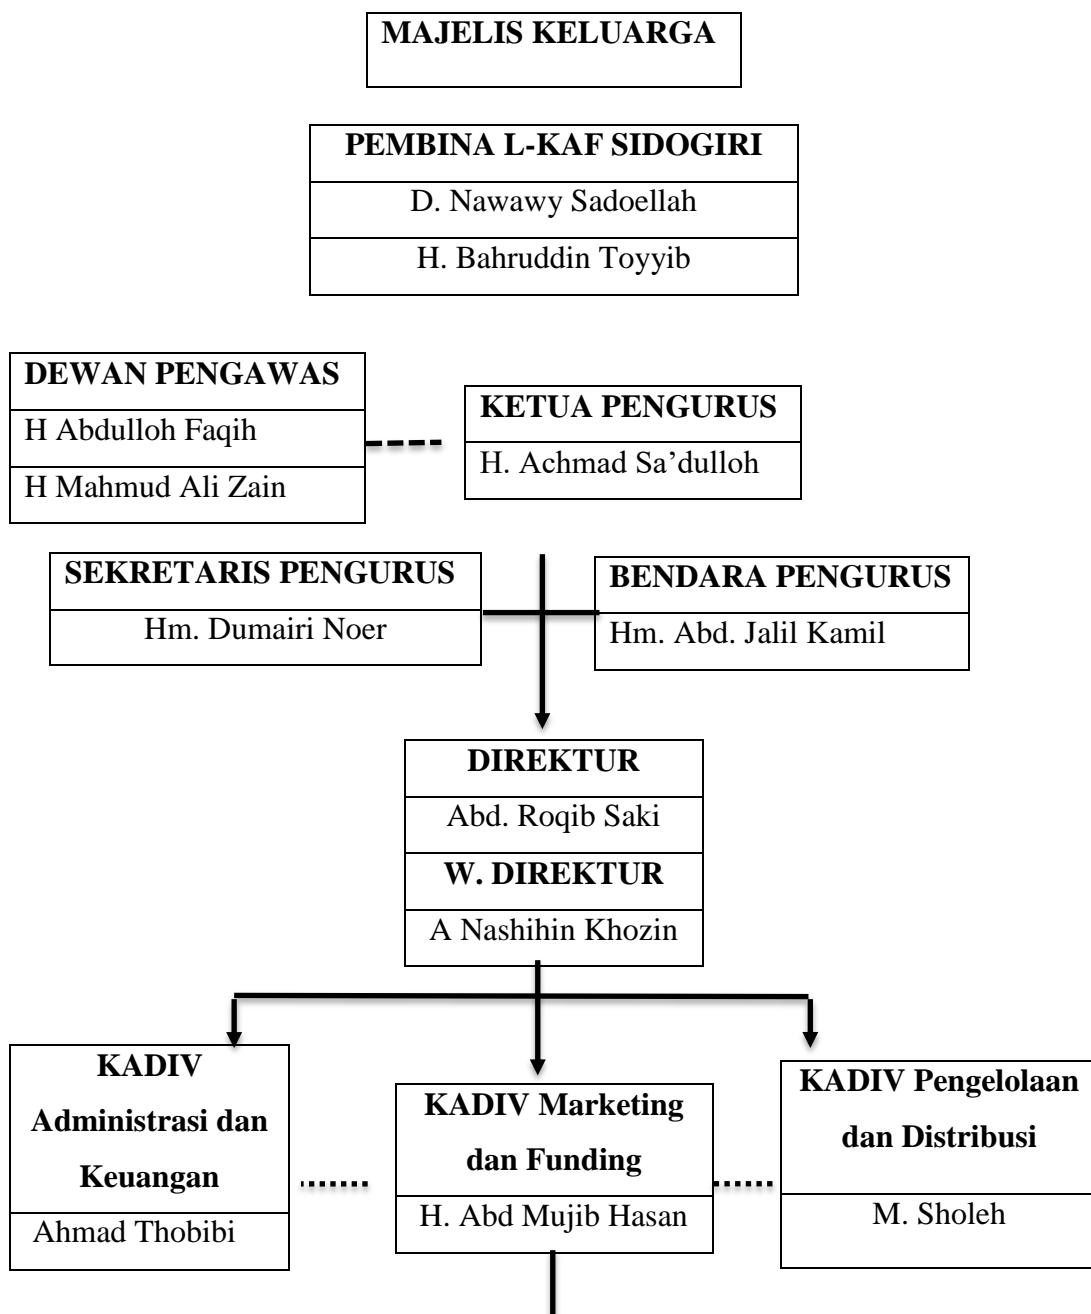 MAJELIS KELUARGA
PEMBINA L-KAF SIDOGIRI
D. Nawawy Sadoellah
H. Bahruddin Toyyib
DEWAN PENGAWAS
H Abdulloh Faqih
H Mahmud Ali Zain
KETUA PENGURUS
H. Achmad Sa’dulloh
SEKRETARIS PENGURUS
Hm. Dumairi Noer
BENDARA PENGURUS
Hm. Abd. Jalil Kamil
DIREKTUR
Abd. Roqib Saki
W. DIREKTUR
A Nashihin Khozin
KADIV
Administrasi dan
Keuangan
Ahmad Thobibi
KADIV Marketing
dan Funding
H. Abd Mujib Hasan
KADIV Pengelolaan
dan Distribusi
M. Sholeh